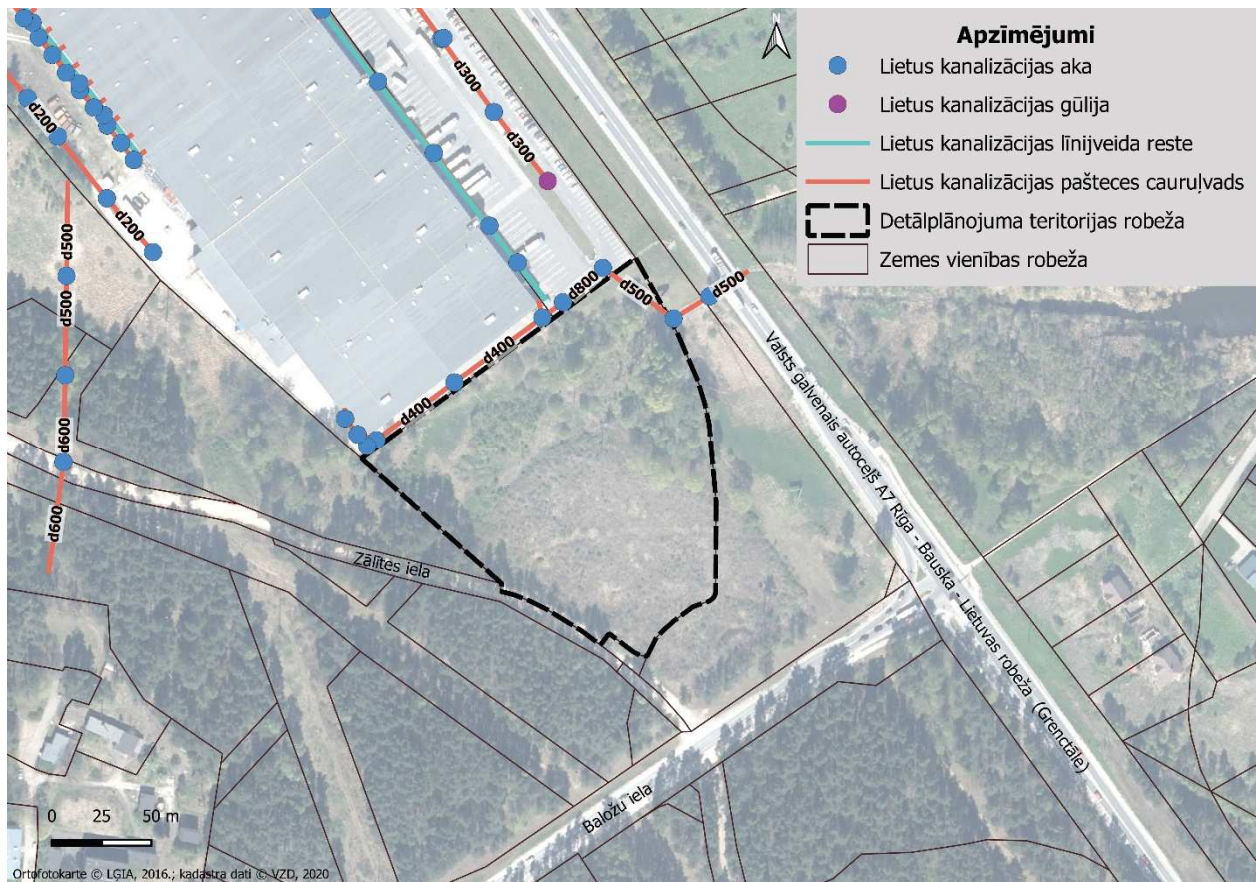 N
Apzīmējumi
Lietus kanalizācijas aka
Lietus kanalizācijas gūlija
Lietus kanalizācijas līnijveida reste
Lietus kanalizācijas pašteces cauruļvads
Detālplānojuma teritorijas robeža
Zemes vienības robeža
d300
d300
d200
d200
d500
d500
d600
d600
d800
d500
d500
d400
d400
Valsts galvenais autoceļš A7 Rīga - Bauska - Lietuvas robeža (Grenctāle)
Zālītes iela
Baložu iela
0 25 50 m
Ortofotokarte © LĢIA, 2016.; kadastra dati © VZD, 2020